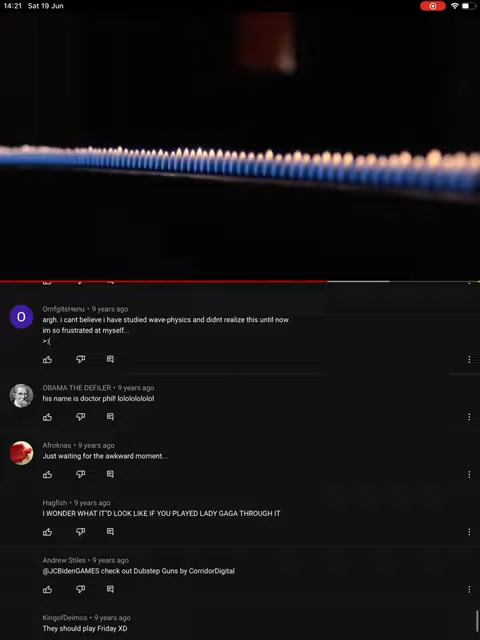 14:21 Sat 19 Jun
O
OmfgItsHenu • 9 years ago
argh. i cant believe i have studied wave-physics and didnt realize this until now
im so frustrated at myself...
>:(
OBAMA THE DEFILER • 9 years ago
his name is doctor phil! lolololololol
Afroknas • 9 years ago
Just waiting for the awkward moment...
Hagfish • 9 years ago
I WONDER WHAT IT"D LOOK LIKE IF YOU PLAYED LADY GAGA THROUGH IT
Andrew Stiles • 9 years ago
@JCBidenGAMES check out Dubstep Guns by CorridorDigital
KingofDeimos • 9 years ago
They should play Friday XD